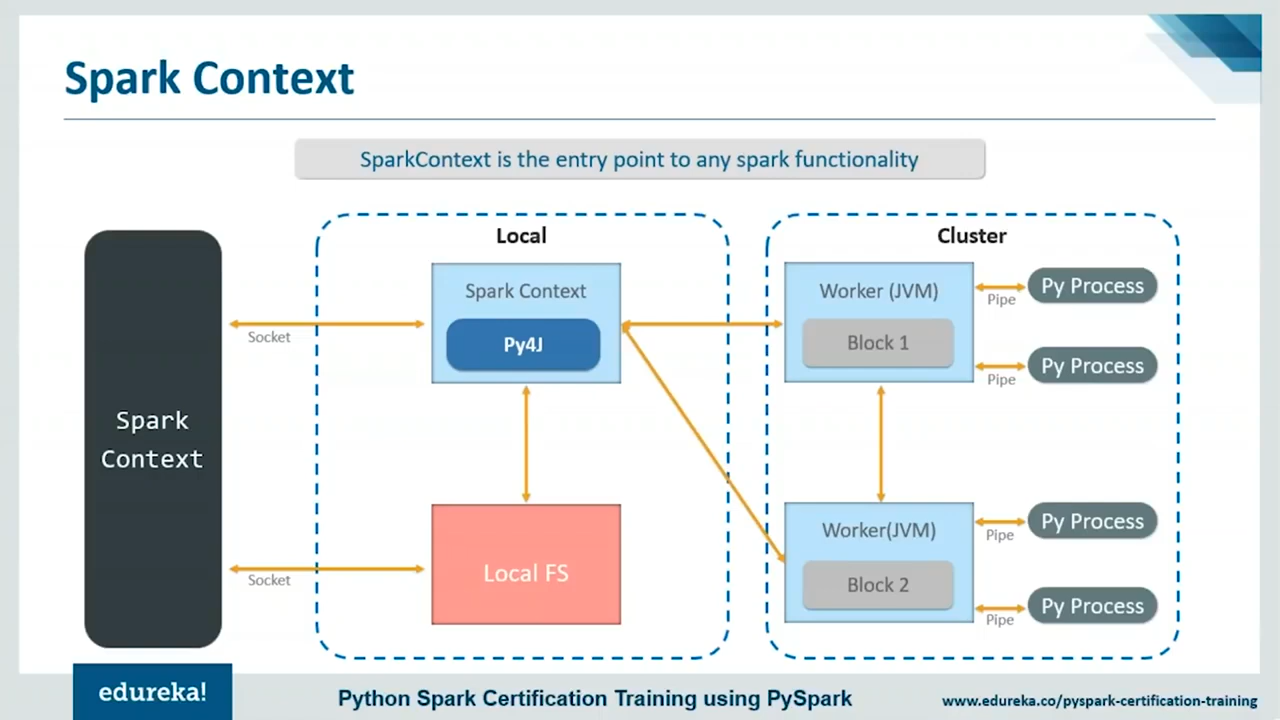 Spark Context
SparkContext is the entry point to any spark functionality
Spark
Context
Socket
Socket
Local
Spark Context
Py4J
Local FS
Cluster
Worker (JVM)
Block 1
Pipe
Py Process
Pipe
Py Process
Worker(JVM)
Block 2
Pipe
Py Process
Pipe
Py Process
edureka!
Python Spark Certification Training using PySpark
www.edureka.co/pyspark-certification-training